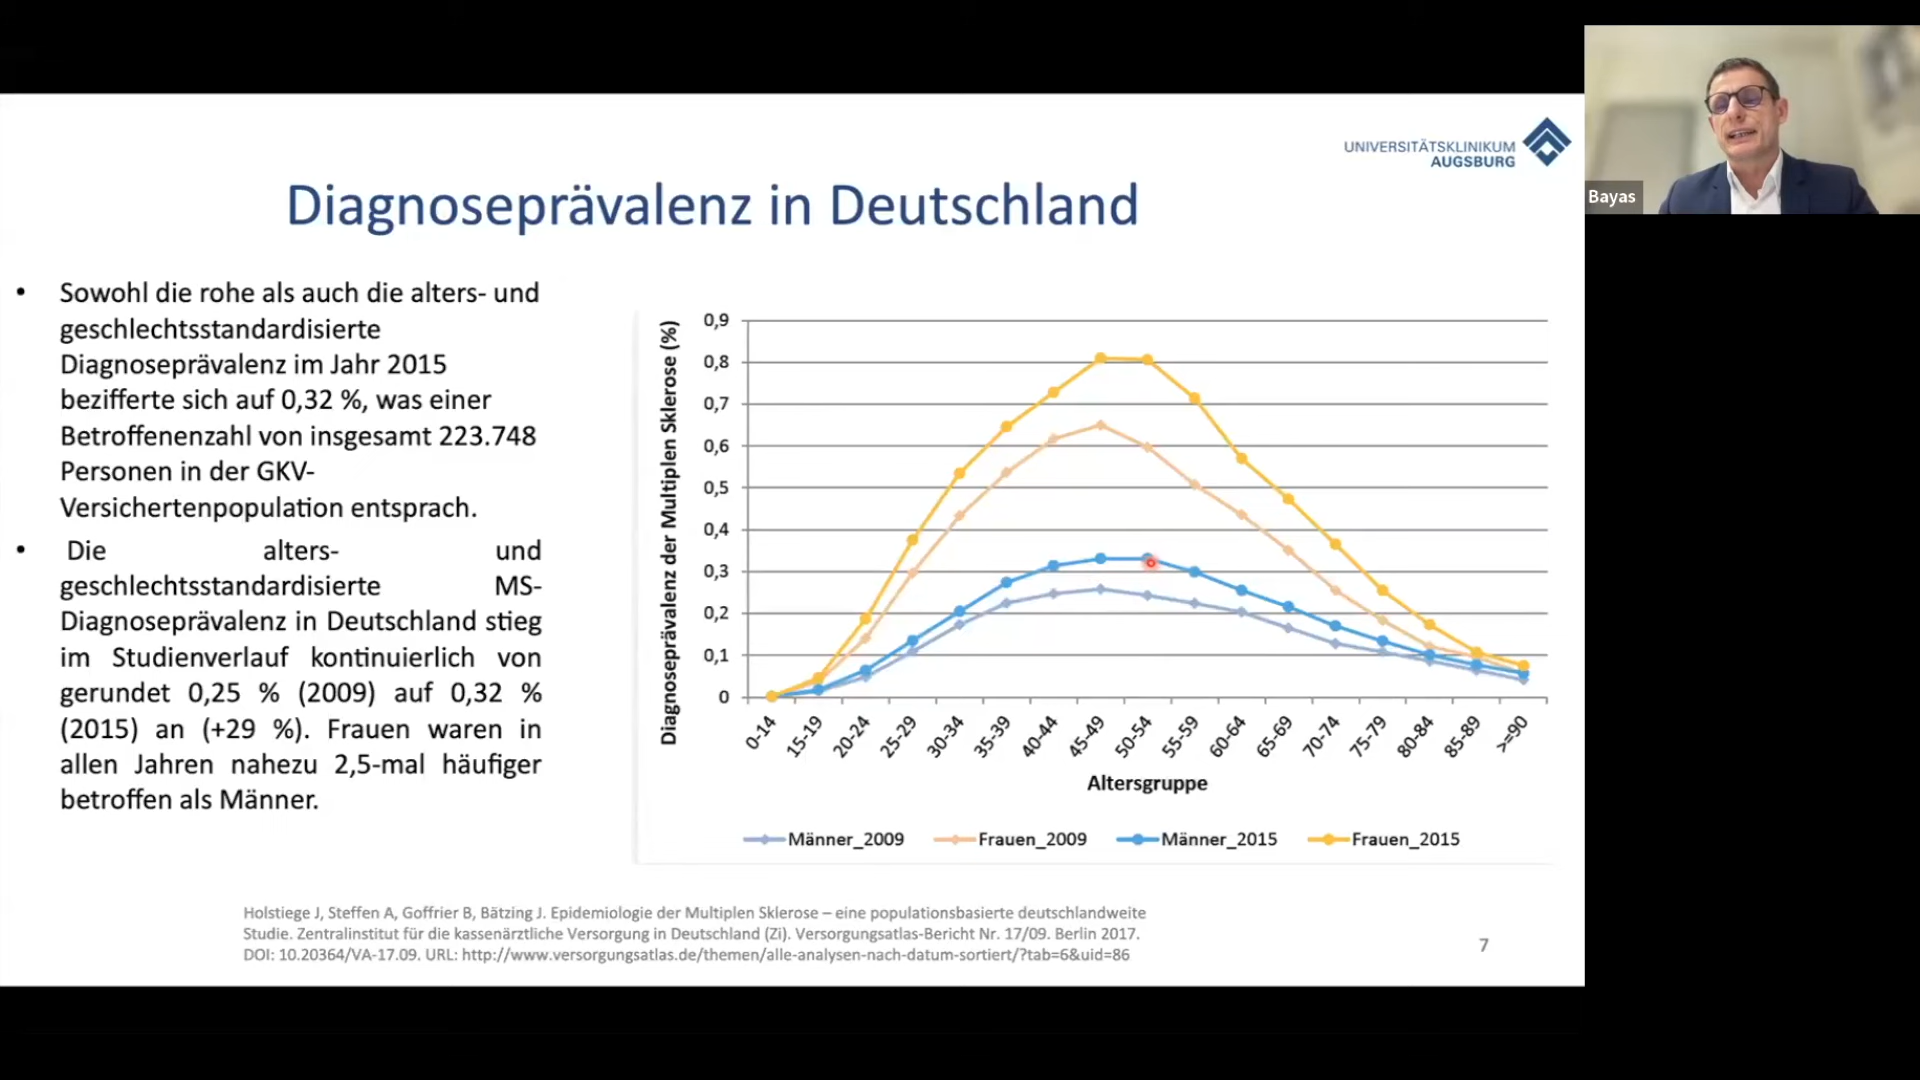 UNIVERSITÄTSKLINIKUM
AUGSBURG
Bayas
Diagnoseprävalenz in Deutschland
• Sowohl die rohe als auch die alters- und
geschlechtsstandardisierte
Diagnoseprävalenz im Jahr 2015
bezifferte sich auf 0,32 %, was einer
Betroffenenzahl von insgesamt 223.748
Personen in der GKV-
Versichertenpopulation entsprach.
• Die alters- und
geschlechtsstandardisierte MS-
Diagnoseprävalenz in Deutschland stieg
im Studienverlauf kontinuierlich von
gerundet 0,25 % (2009) auf 0,32 %
(2015) an (+29 %). Frauen waren in
allen Jahren nahezu 2,5-mal häufiger
betroffen als Männer.
Diagnoseprävalenz der Multiplen Sklerose (%)
0,9
0,8
0,7
0,6
0,5
0,4
0,3
0,2
0,1
0
0-14
15-19
20-24
25-29
30-34
35-39
40-44
45-49
50-54
55-59
60-64
65-69
70-74
75-79
80-84
85-89
>=90
Altersgruppe
Männer_2009 Frauen_2009 Männer_2015 Frauen_2015
Holstiege J, Steffen A, Goffrier B, Bätzing J. Epidemiologie der Multiplen Sklerose – eine populationsbasierte deutschlandweite
Studie. Zentralinstitut für die kassenärztliche Versorgung in Deutschland (Zi). Versorgungsatlas-Bericht Nr. 17/09. Berlin 2017.
DOI: 10.20364/VA-17.09. URL: http://www.versorgungsatlas.de/themen/alle-analysen-nach-datum-sortiert/?tab=6&uid=86
7